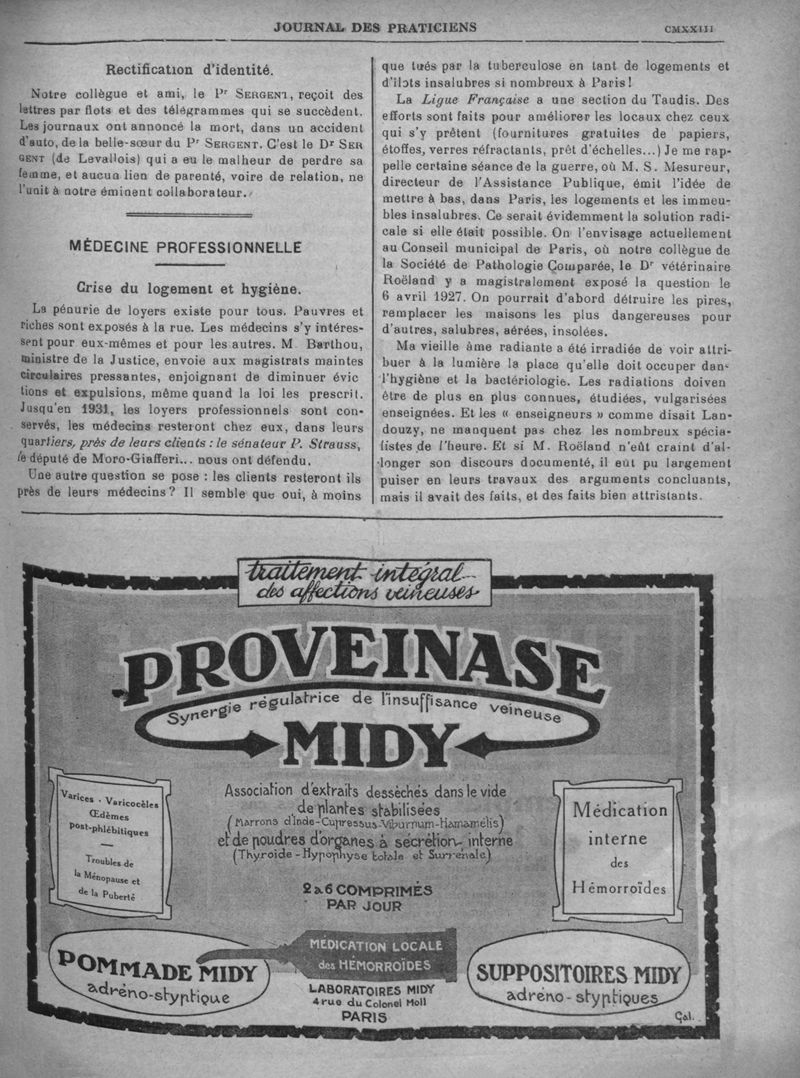 JOURNAL DES PRATICIENS
CMXXIII
Rectification d'identité.
Notre collègue et ami, le Pr SERGENT, reçoit des
lettres par flots et des télégrammes qui se succèdent.
Les journaux ont annoncé la mort, dans un accident
d'auto, de la belle-sœur du Pr SERGENT. C'est le Dr SER
GENT (de Levallois) qui a eu le malheur de perdre sa
femme, et aucun lien de parenté, voire de relation, ne
l'unit à notre éminent collaborateur.
MÉDECINE PROFESSIONNELLE
Crise du logement et hygiène.
La pénurie de loyers existe pour tous. Pauvres et
riches sont exposés à la rue. Les médecins s'y intéres-
sent pour eux-mêmes et pour les autres. M. Barthou,
ministre de la Justice, envoie aux magistrats maintes
circulaires pressantes, enjoignant de diminuer évic
tions et expulsions, même quand la loi les prescrit.
Jusqu'en 1931, les loyers professionnels sont con-
servés, les médecins resteront chez eux, dans leurs
quartiers, près de leurs clients : le sénateur P. Strauss,
le député de Moro-Giafferi... nous ont défendu.
Une autre question se pose : les clients resteront ils
près de leurs médecins ? Il semble que oui, à moins
que tués par la tuberculose en tant de logements et
d'îlots insalubres si nombreux à Paris !
La Ligue Française a une section du Taudis. Des
efforts sont faits pour améliorer les locaux chez ceux
qui s'y prêtent (fournitures gratuites de papiers,
étoffes, verres réfractants, prêt d'échelles...) Je me rap-
pelle certaine séance de la guerre, où M. S. Mesureur,
directeur de l'Assistance Publique, émit l'idée de
mettre à bas, dans Paris, les logements et les immeu-
bles insalubres. Ce serait évidemment la solution radi-
cale si elle était possible. On l'envisage actuellement
au Conseil municipal de Paris, où notre collègue de
la Société de Pathologie Comparée, le Dr vétérinaire
Roëland y a magistralement exposé la question le
6 avril 1927. On pourrait d'abord détruire les pires,
remplacer les maisons les plus dangereuses pour
d'autres, salubres, aérées, insolées.
Ma vieille âme radiante a été irradiée de voir attri-
buer à la lumière la place qu'elle doit occuper dans
l'hygiène et la bactériologie. Les radiations doiven
être de plus en plus connues, étudiées, vulgarisées
enseignées. Et les « enseigneurs » comme disait Lan-
douzy, ne manquent pas chez les nombreux spécia-
listes de l'heure. Et si M. Roëland n'eût craint d'al-
longer son discours documenté, il eût pu largement
puiser en leurs travaux des arguments concluants,
mais il avait des faits, et des faits bien attristants.
traitement intégral
des affections veineuses
PROVEINASE
Synergie régulatrice de l'insuffisance veineuse
MIDY
Varices . Varicocèles
Œdèmes
post-phlébitiques
Troubles de
la Ménopause et
de la Puberté
Association d'extraits desséchés dans le vide
de plantes stabilisées
(Marrons d'Inde-Cupressus-Viburnum-Hamamelis)
et de poudres d'organes à sécrétion interne
(Thyroïde - Hypophyse totale et Surrénale)
2 à 6 COMPRIMÉS
PAR JOUR
Médication
interne
des
Hémorroïdes
POMMADE MIDY
adréno-styptique
MÉDICATION LOCALE
des HÉMORROÏDES
LABORATOIRES MIDY
4 rue du Colonel Moll
PARIS
SUPPOSITOIRES MIDY
adréno-styptiques
Gal.